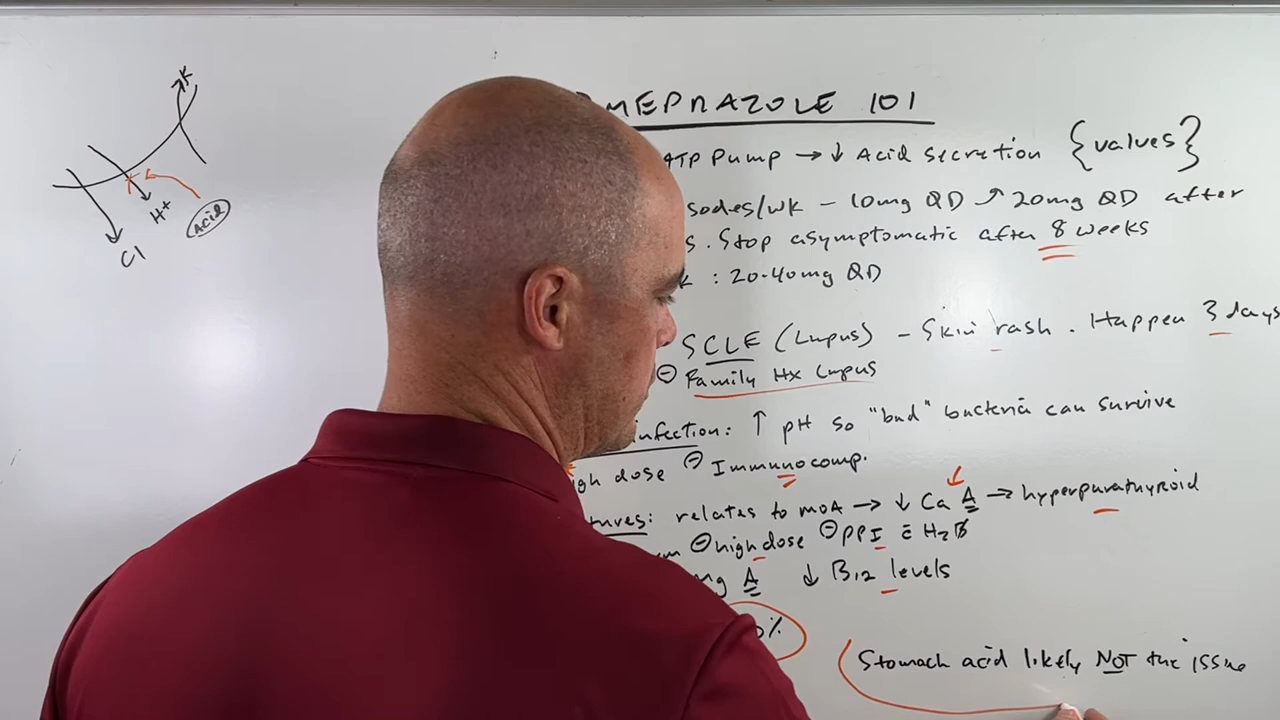 K
H+
Acid
Cl
OMEPRAZOLE 101
ATP Pump → ↓ Acid secretion {values}
sodes/wk - 10mg QD ↗ 20mg QD after
s. Stop asymptomatic after 8 weeks
k : 20-40mg QD
SCLE (Lupus) - Skin rash. Happen 3 days
⊖ Family Hx Lupus
infection: ↑ pH so "bad" bacteria can survive
igh dose ⊖ Immunocomp.
tures: relates to MOA → ↓ Ca A → hyperparathyroid
m ⊖ high dose ⊖ PPI c̄ H2B
mg A ↓ B12 levels
%
Stomach acid likely NOT the issue